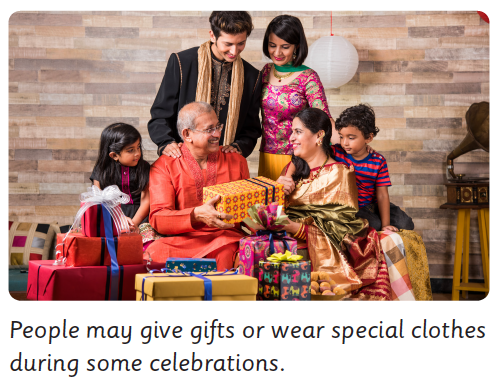 People may give gifts or wear special clothes
during some celebrations.